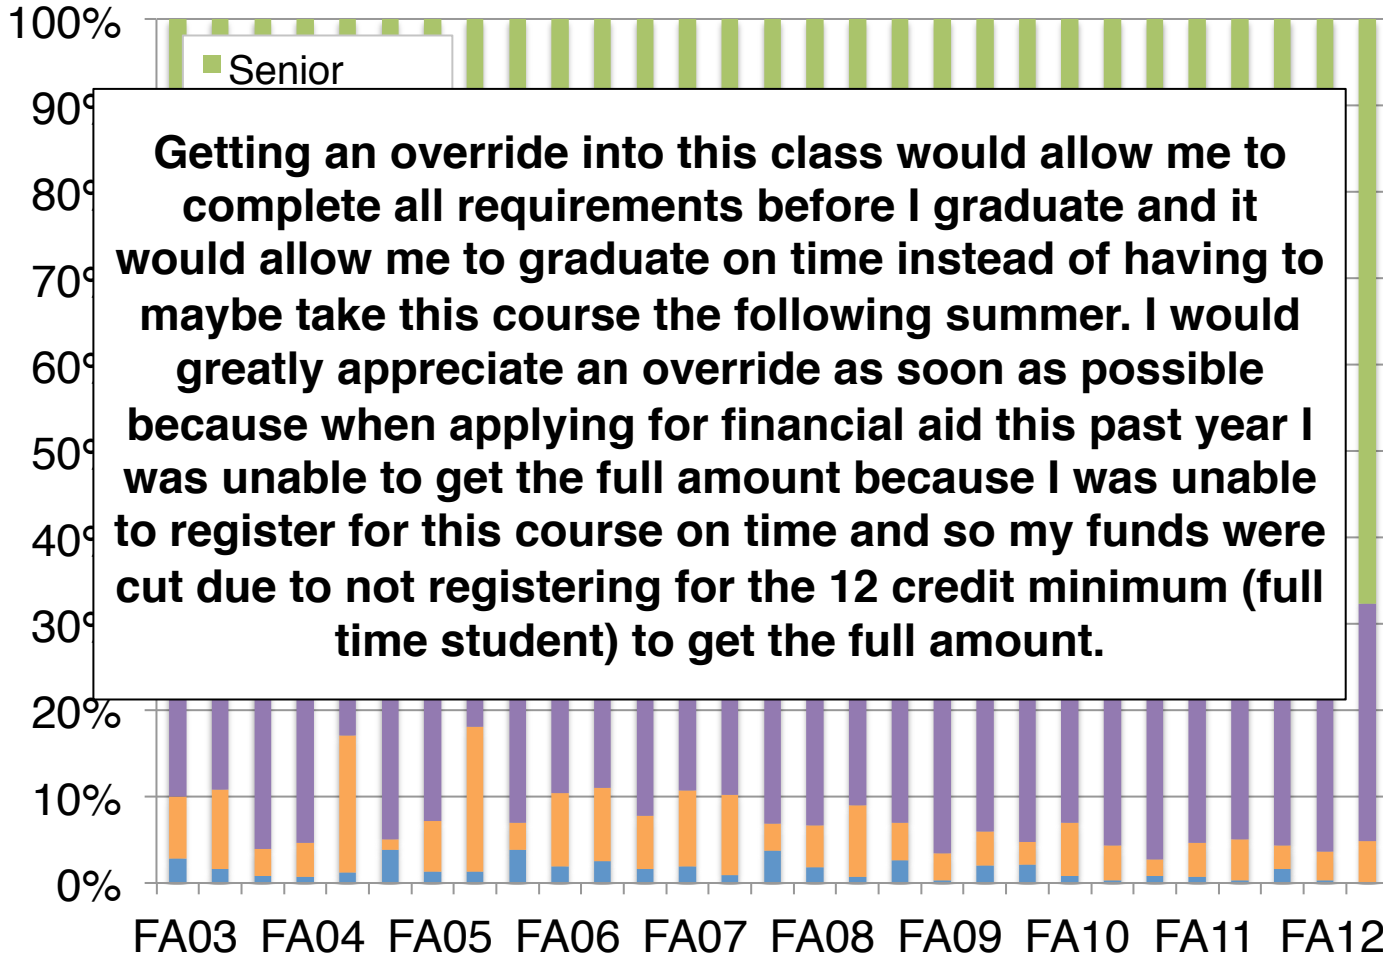 100%
Senior
90%
Getting an override into this class would allow me to
80%
complete all requirements before I graduate and it
would allow me to graduate on time instead of having to
70%
maybe take this course the following summer. I would
60%
greatly appreciate an override as soon as possible
because when applying for financial aid this past year I
50%
was unable to get the full amount because I was unable
40%
to register for this course on time and so my funds were
cut due to not registering for the 12 credit minimum (full
30%
time student) to get the full amount.
20%
10%
0%
FA03 FA04 FA05 FA06 FA07 FA08 FA09 FA10 FA11 FA12